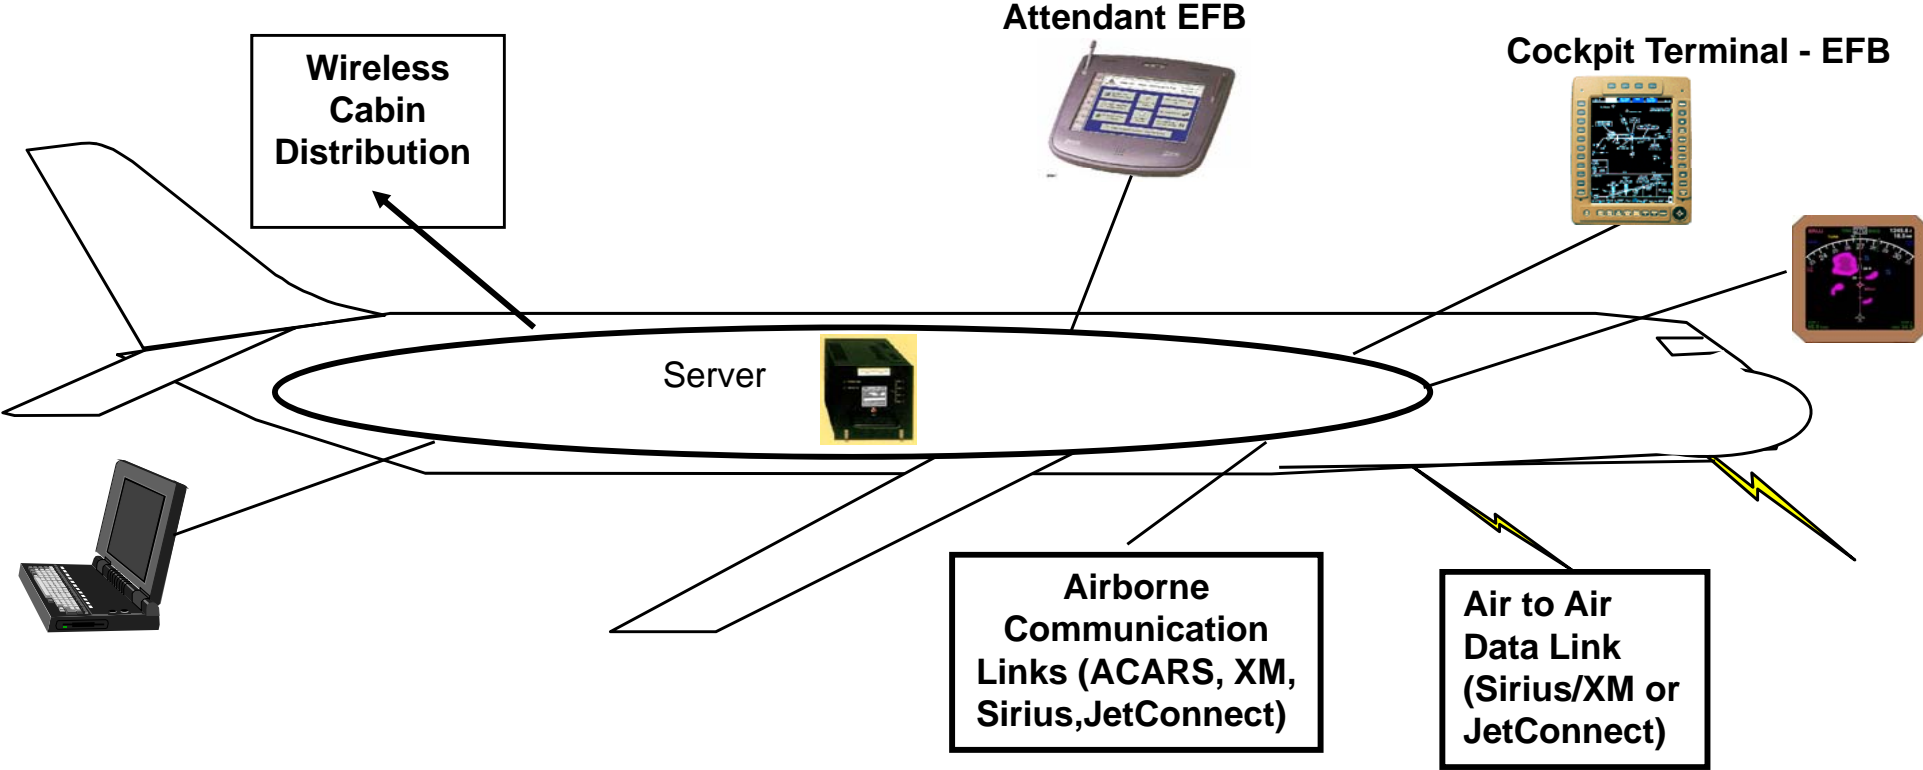 Attendant EFB
Cockpit Terminal - EFB
Wireless
Cabin
Distribution
Server
Airborne
Communication
Links (ACARS, XM,
Sirius,JetConnect)
Air to Air
Data Link
(Sirius/XM or
JetConnect)